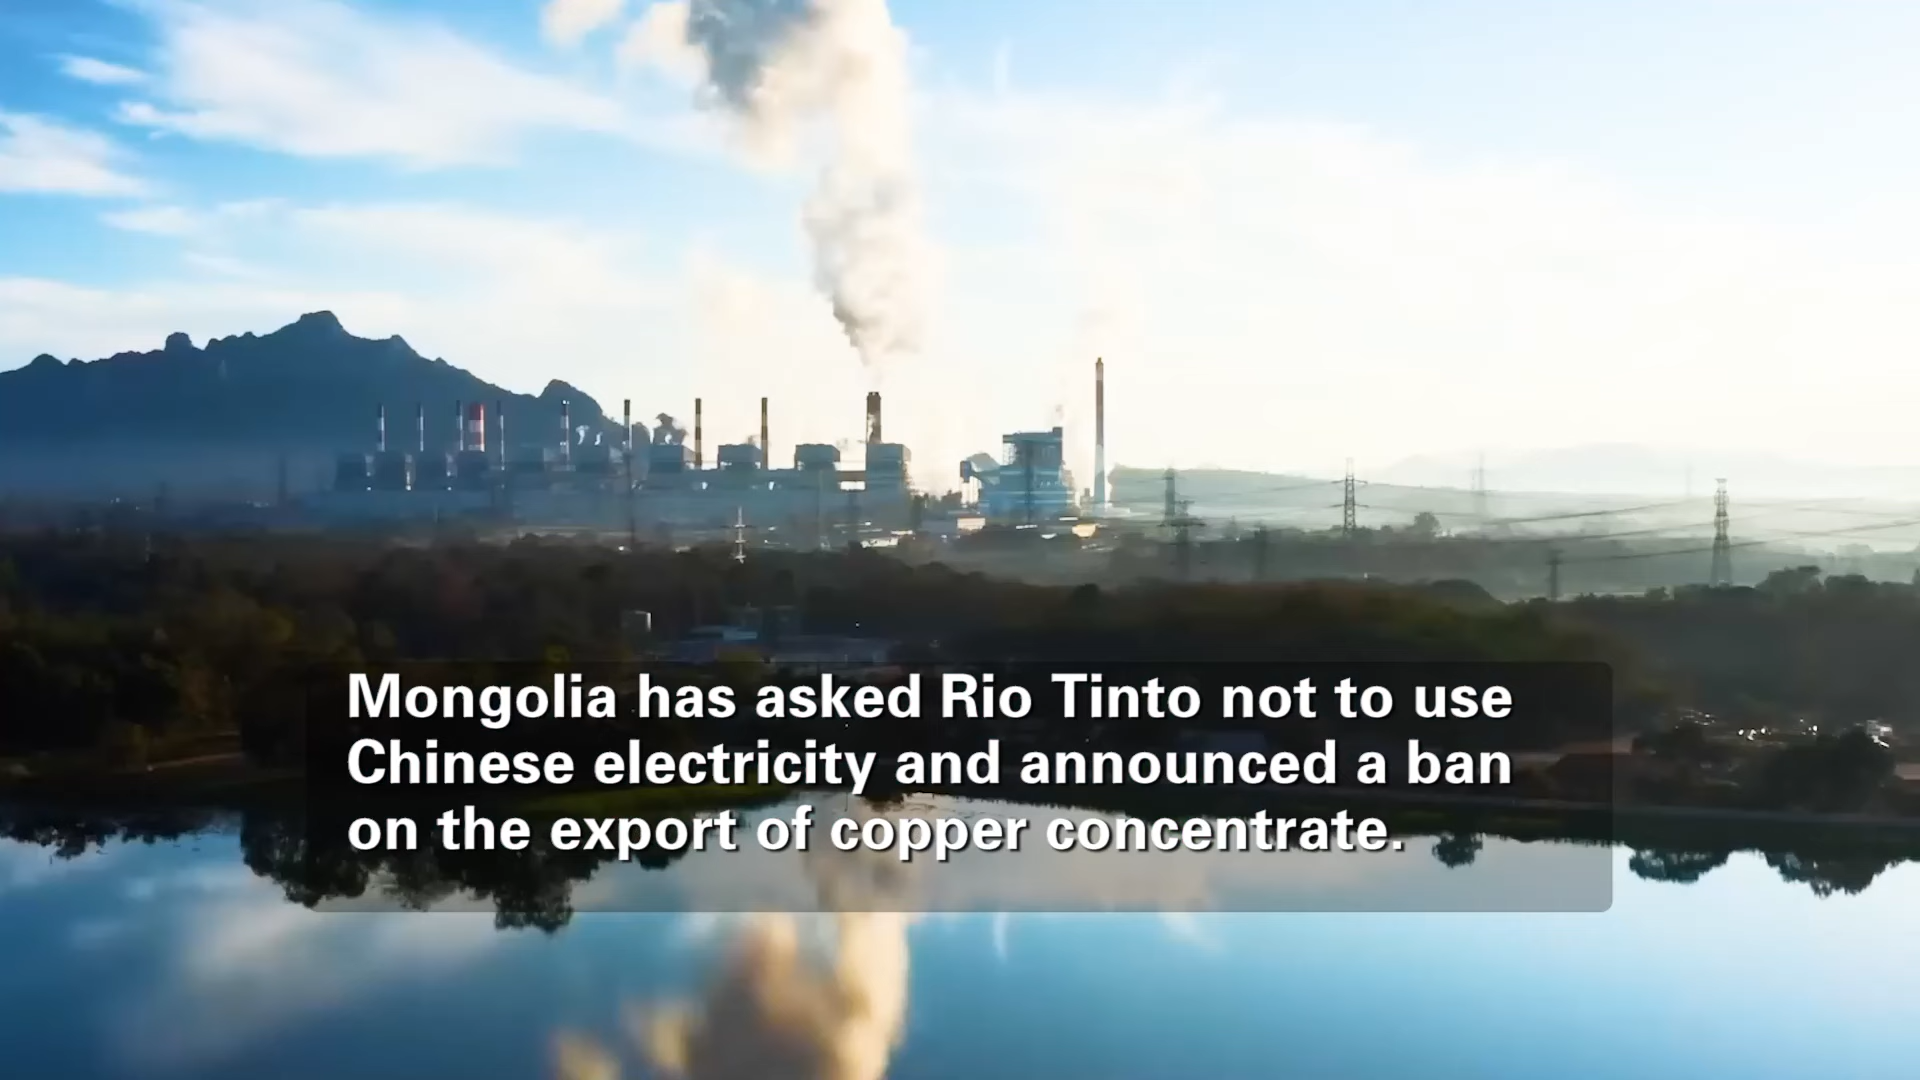 Mongolia has asked Rio Tinto not to use
Chinese electricity and announced a ban
on the export of copper concentrate.